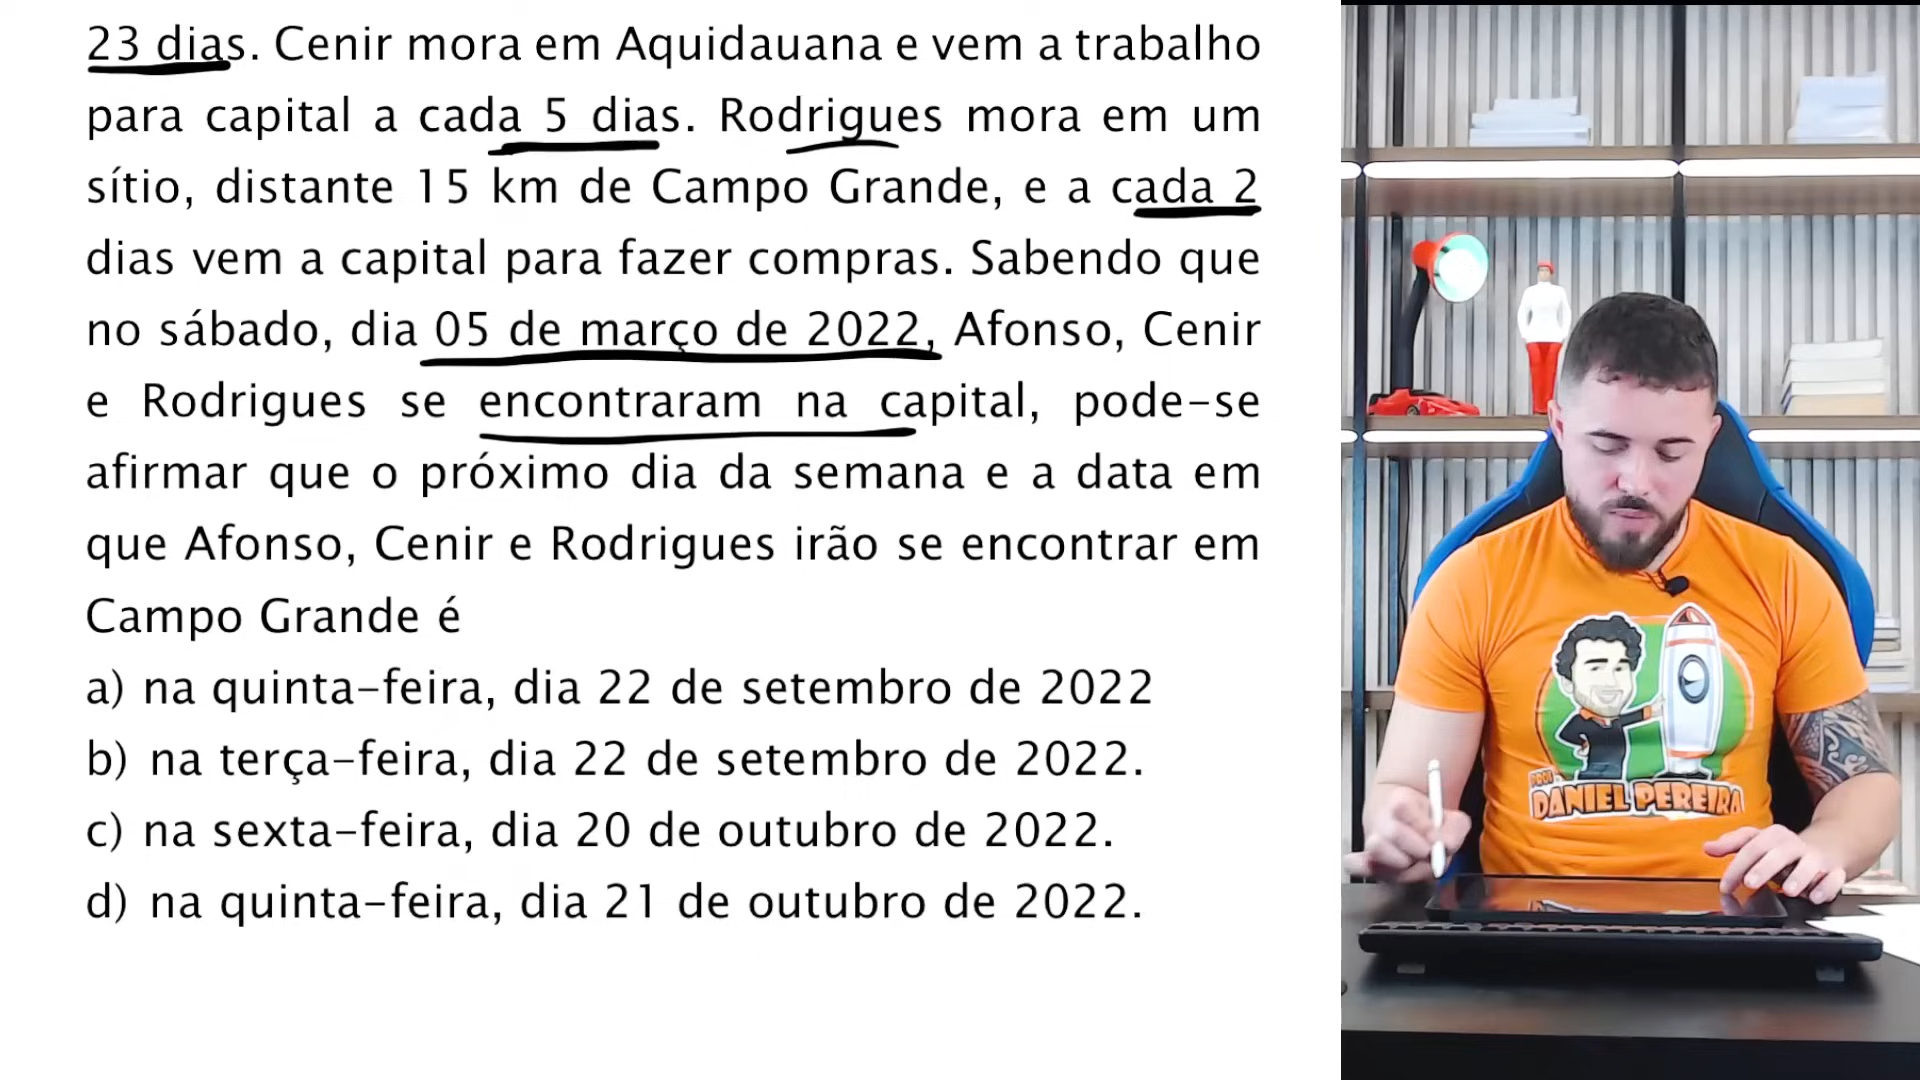 23 dias. Cenir mora em Aquidauana e vem a trabalho
para capital a cada 5 dias. Rodrigues mora em um
sítio, distante 15 km de Campo Grande, e a cada 2
dias vem a capital para fazer compras. Sabendo que
no sábado, dia 05 de março de 2022, Afonso, Cenir
e Rodrigues se encontraram na capital, pode-se
afirmar que o próximo dia da semana e a data em
que Afonso, Cenir e Rodrigues irão se encontrar em
Campo Grande é
a) na quinta-feira, dia 22 de setembro de 2022
b) na terça-feira, dia 22 de setembro de 2022.
c) na sexta-feira, dia 20 de outubro de 2022.
d) na quinta-feira, dia 21 de outubro de 2022.
PROF.
DANIEL PEREIRA